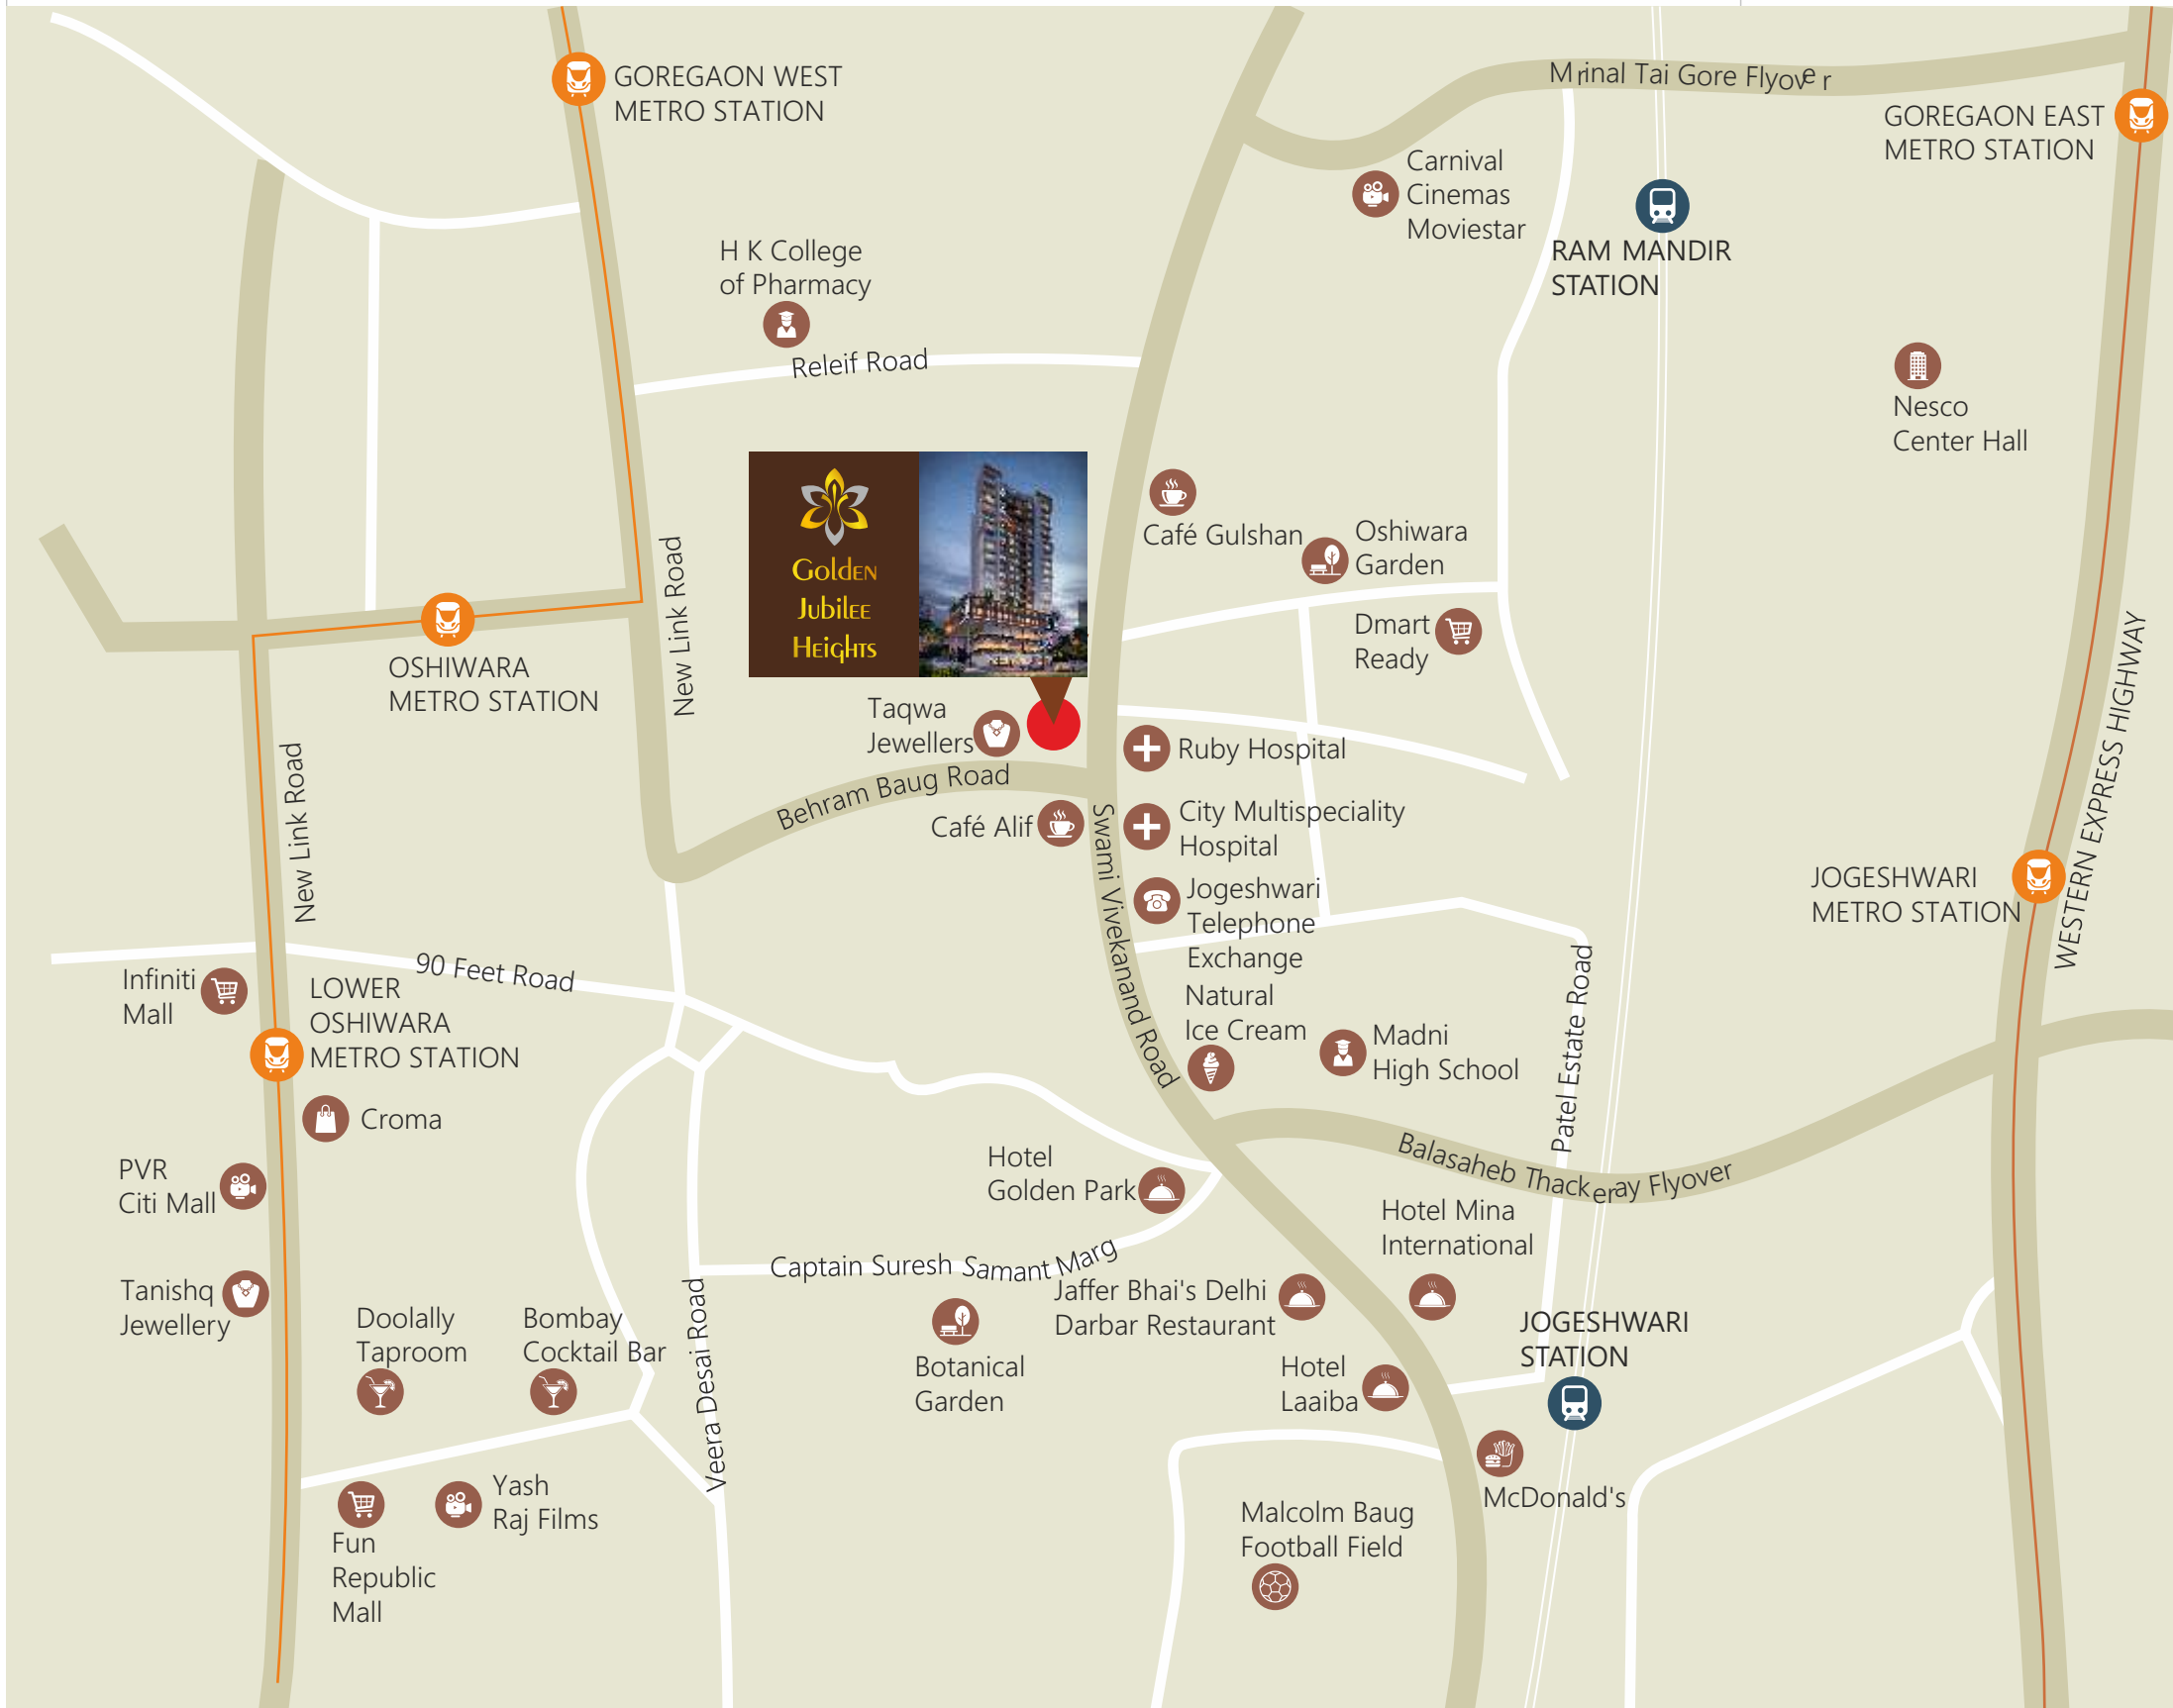 GOREGAON WEST
METRO STATION
Mrinal Tai Gore Flyover
GOREGAON EAST
METRO STATION
Carnival
Cinemas
Moviestar
RAM MANDIR
STATION
H K College
of Pharmacy
Releif Road
Nesco
Center Hall
Golden
Jubilee
Heights
Café Gulshan
Oshiwara
Garden
Dmart
Ready
New Link Road
OSHIWARA
METRO STATION
Taqwa
Jewellers
Ruby Hospital
Behram Baug Road
Café Alif
City Multispeciality
Hospital
Swami Vivekanand Road
WESTERN EXPRESS HIGHWAY
New Link Road
Jogeshwari
Telephone
Exchange
JOGESHWARI
METRO STATION
90 Feet Road
Infiniti
Mall
LOWER
OSHIWARA
METRO STATION
Natural
Ice Cream
Madni
High School
Patel Estate Road
Croma
PVR
Citi Mall
Hotel
Golden Park
Balasaheb Thackeray Flyover
Hotel Mina
International
Captain Suresh Samant Marg
Tanishq
Jewellery
Doolally
Taproom
Bombay
Cocktail Bar
Veera Desai Road
Jaffer Bhai's Delhi
Darbar Restaurant
JOGESHWARI
STATION
Botanical
Garden
Hotel
Laaiba
Yash
Raj Films
McDonald's
Fun
Republic
Mall
Malcolm Baug
Football Field